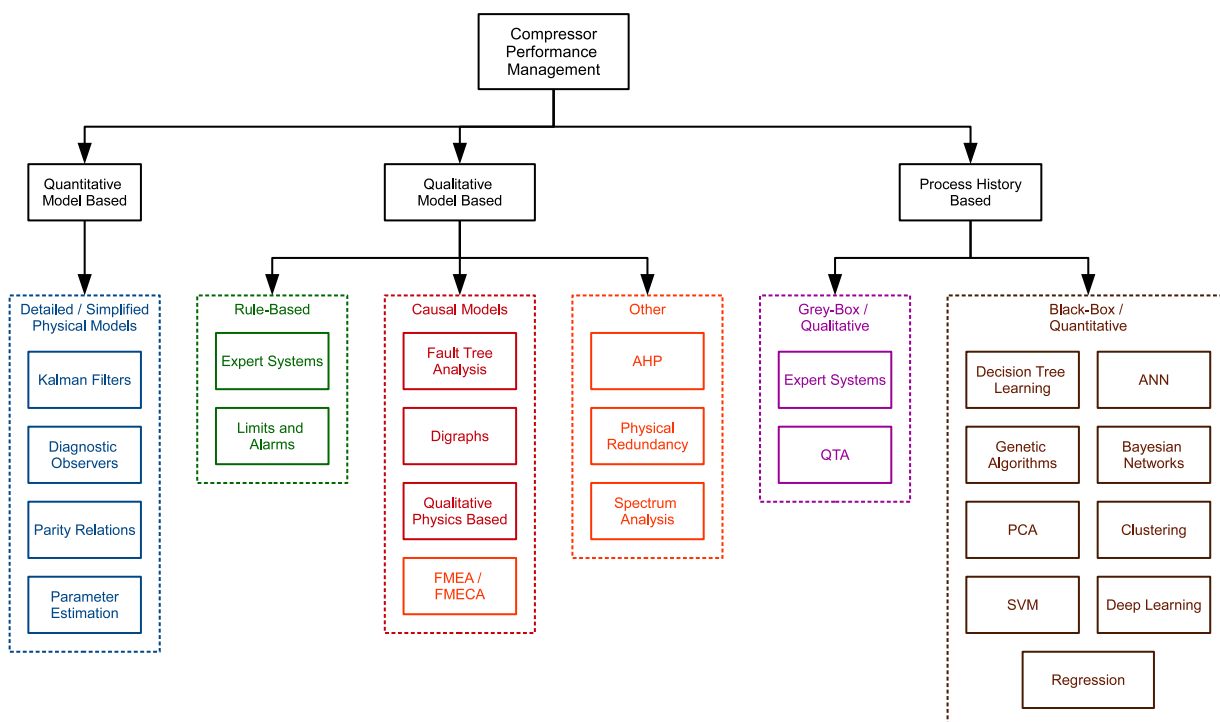 Compressor
Performance
Management
Quantitative
Model Based
Qualitative
Model Based
Process History
Based
Detailed / Simplified
Physical Models
Kalman Filters
Diagnostic
Observers
Parity Relations
Parameter
Estimation
Rule-Based
Expert Systems
Limits and
Alarms
Causal Models
Fault Tree
Analysis
Digraphs
Qualitative
Physics Based
FMEA /
FMECA
Other
AHP
Physical
Redundancy
Spectrum
Analysis
Grey-Box /
Qualitative
Expert Systems
QTA
Black-Box /
Quantitative
Decision Tree
Learning
ANN
Genetic
Algorithms
Bayesian
Networks
PCA
Clustering
SVM
Deep Learning
Regression